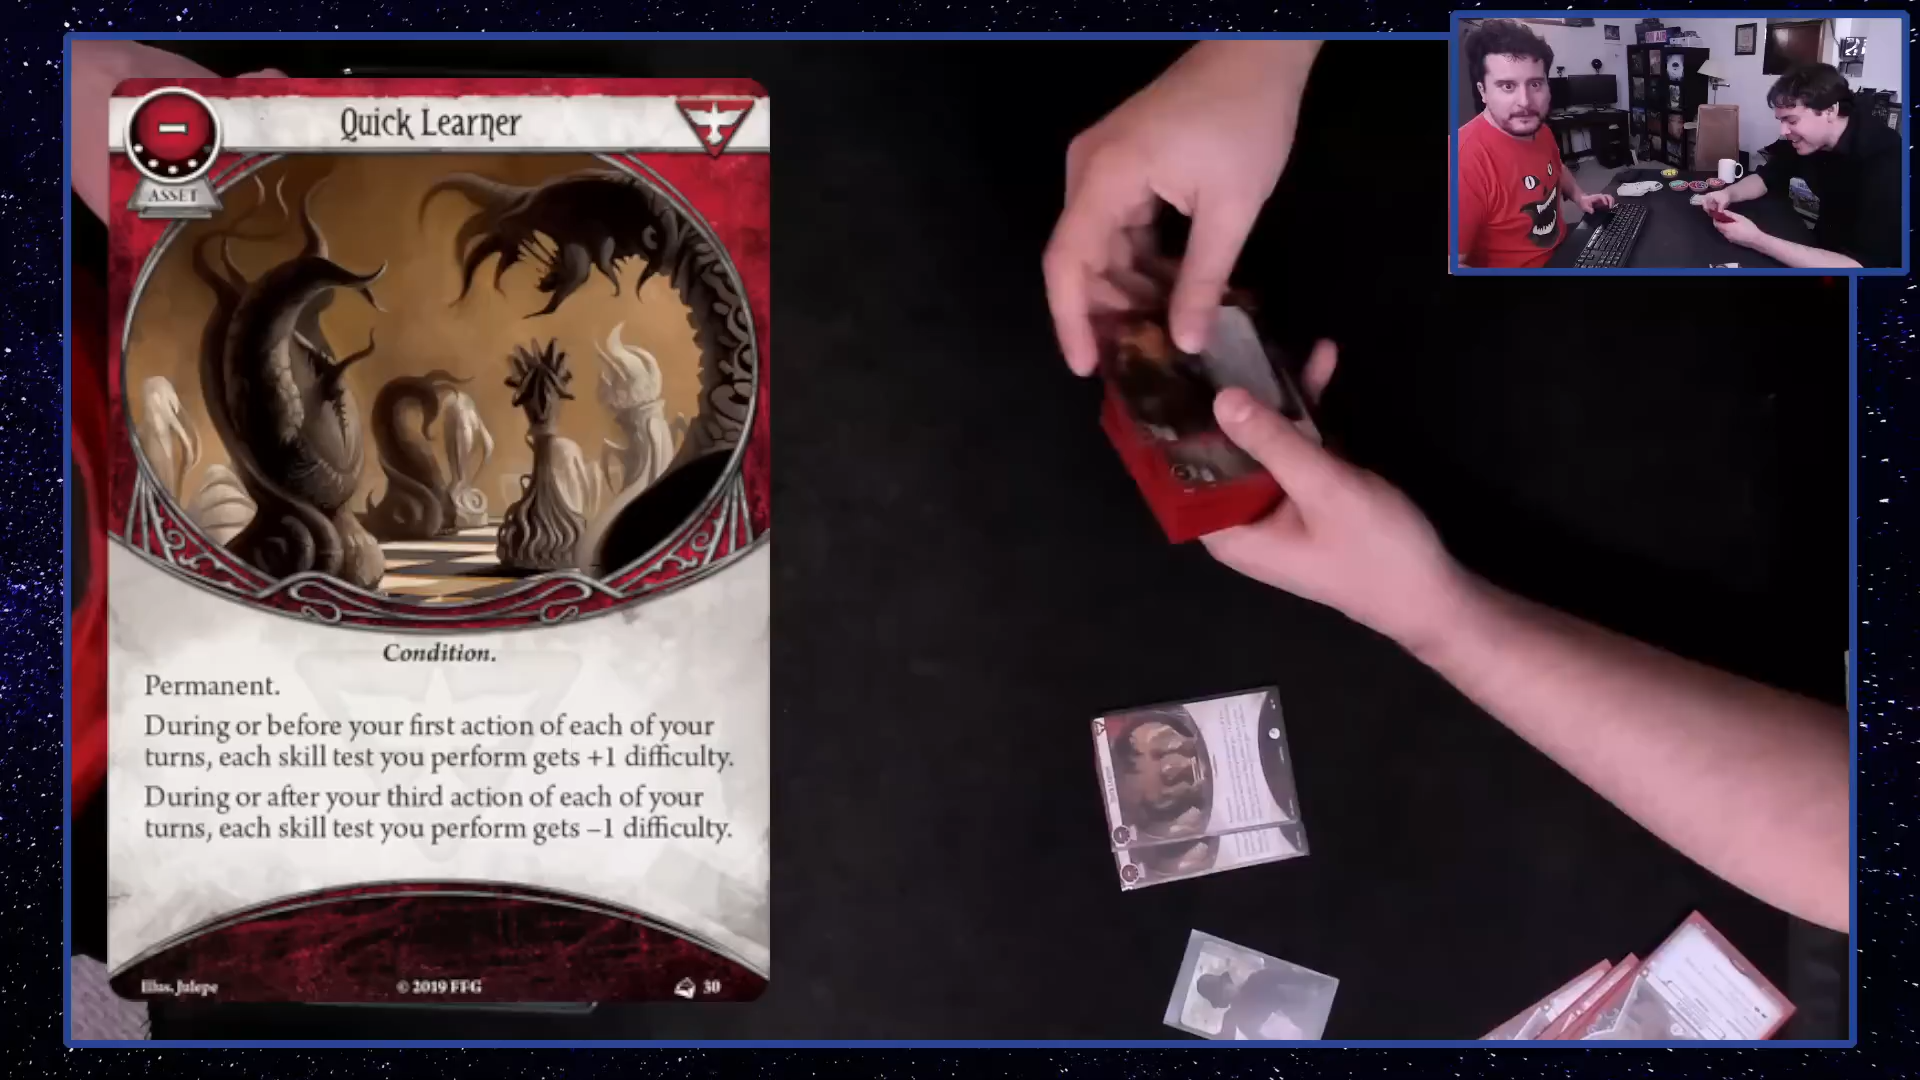 Quick Learner
ASSET
Condition.
Permanent.
During or before your first action of each of your
turns, each skill test you perform gets +1 difficulty.
During or after your third action of each of your
turns, each skill test you perform gets –1 difficulty.
Illus. Julepe
© 2019 FFG
30